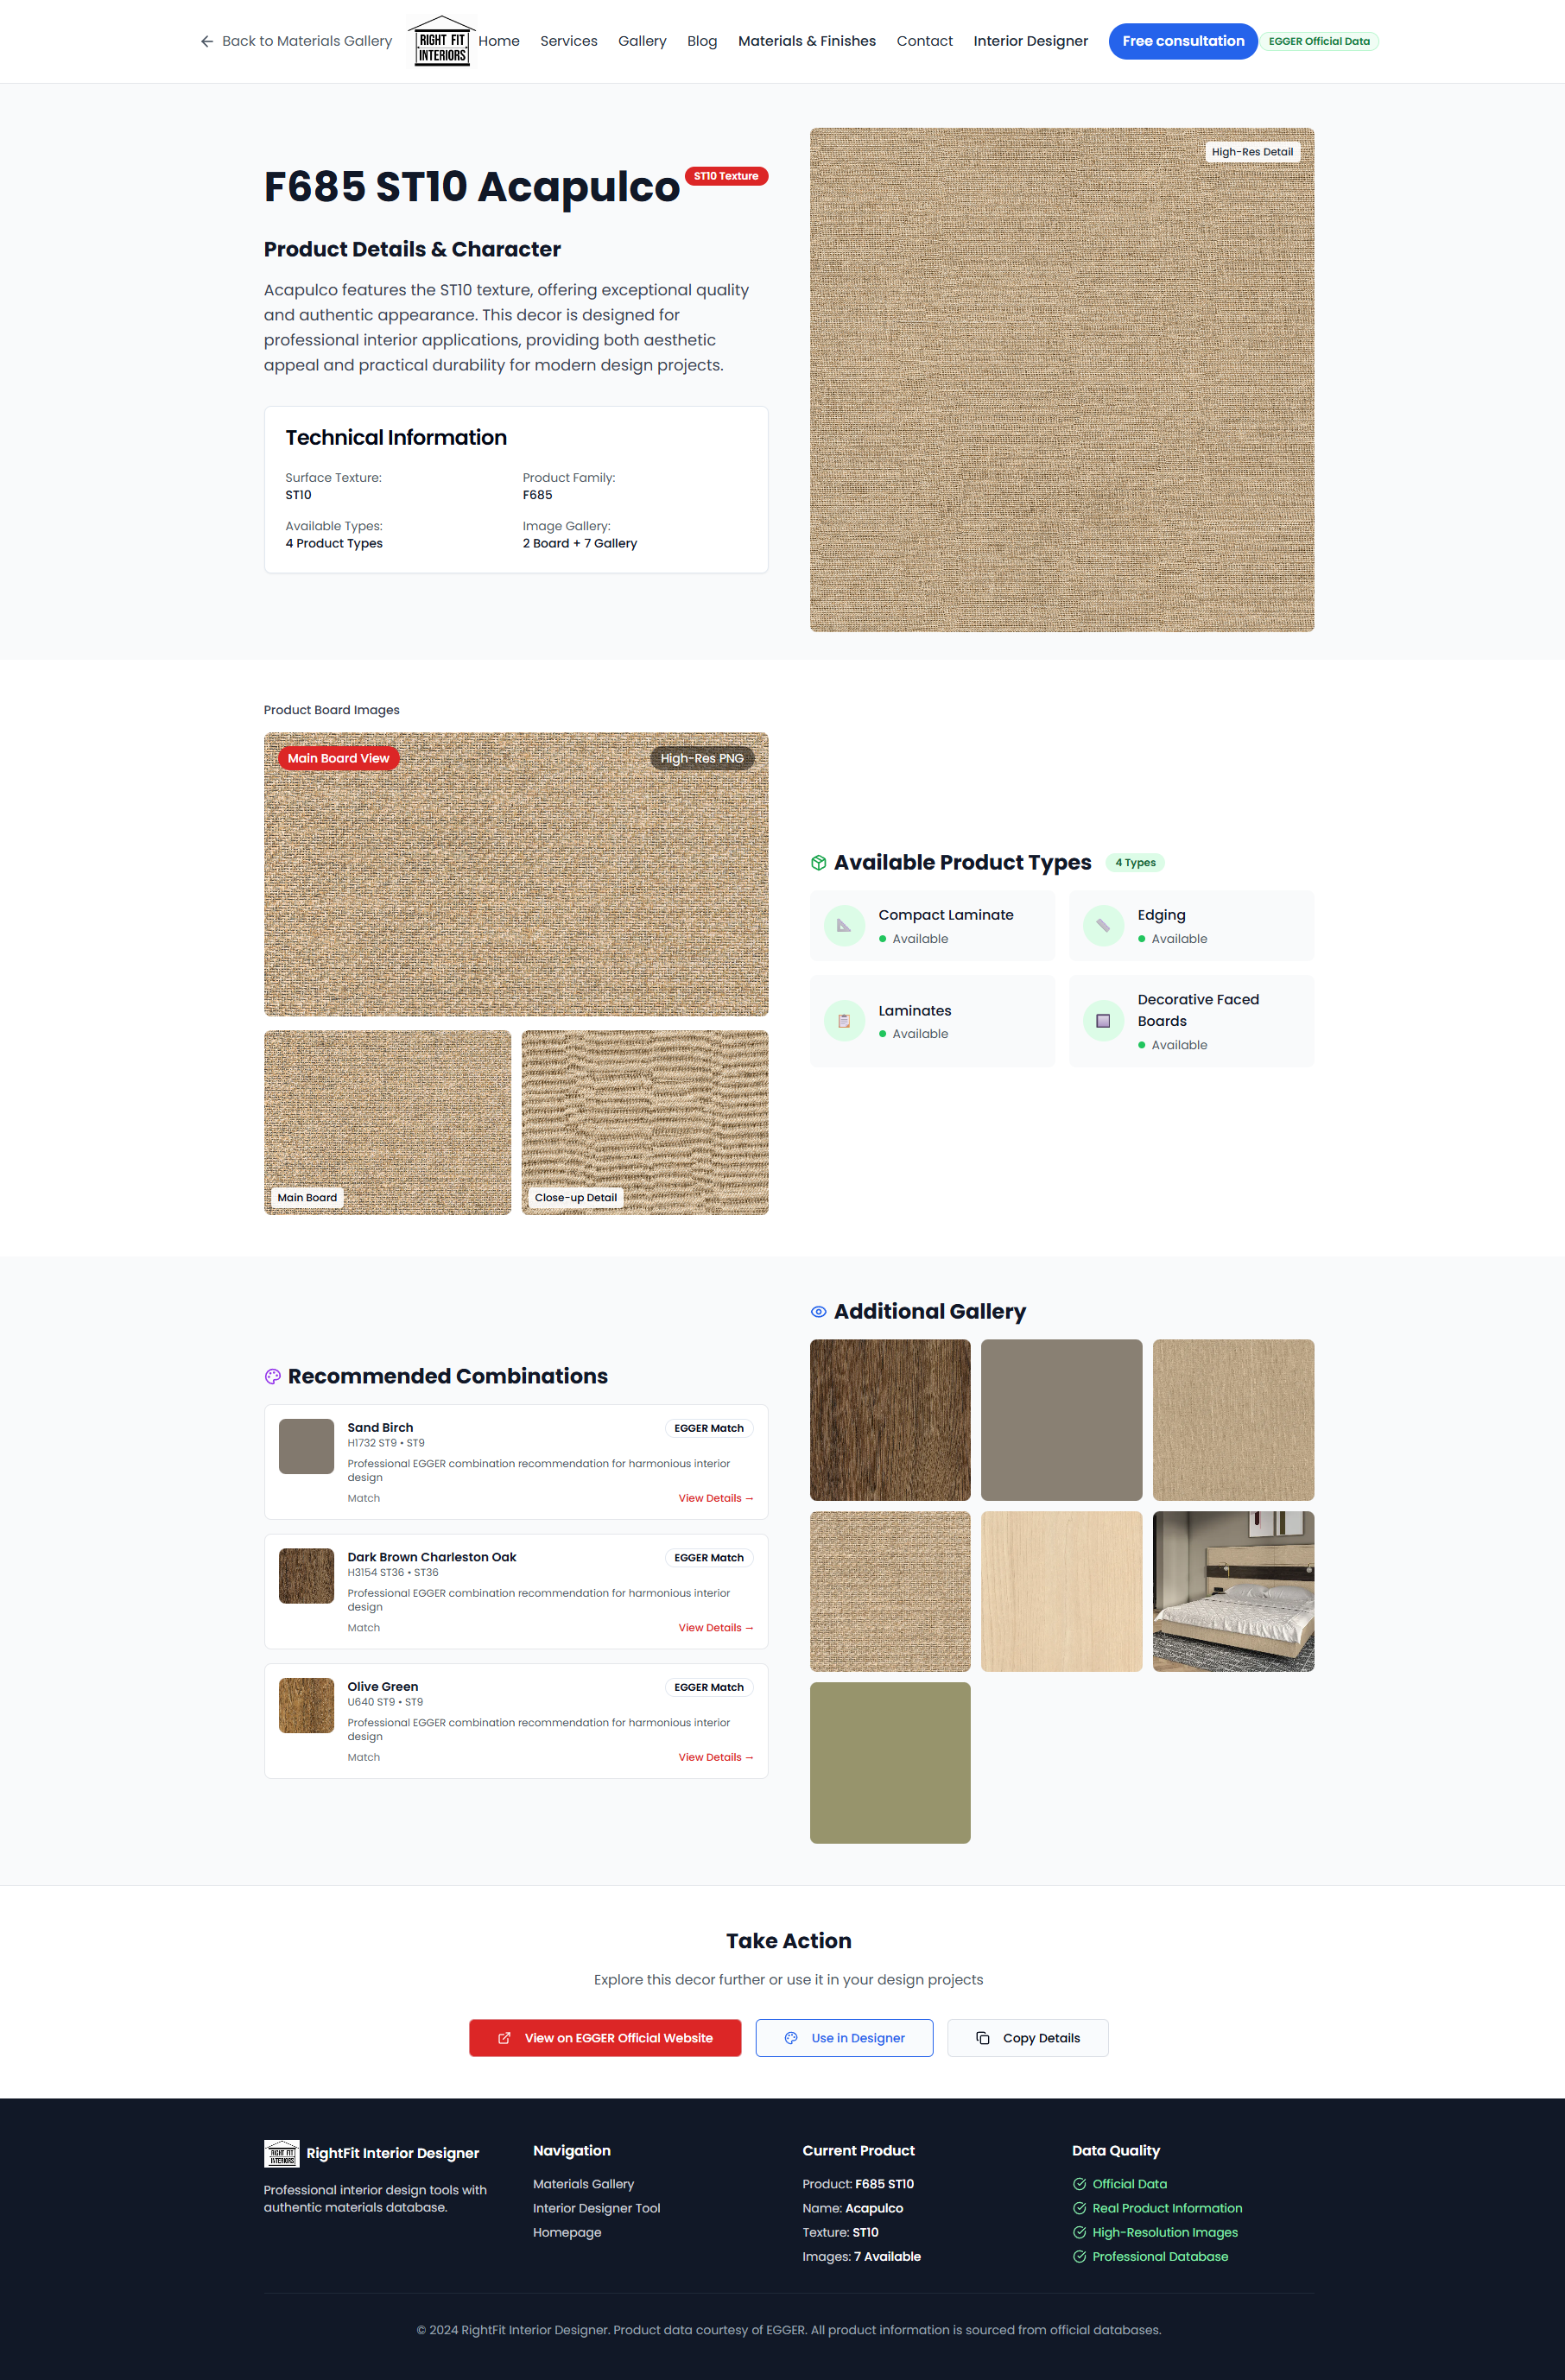 Back to Materials Gallery
RIGHT FIT
INTERIORS
Home
Services
Gallery
Blog
Materials & Finishes
Contact
Interior Designer
Free consultation
EGGER Official Data
F685 ST10 Acapulco
ST10 Texture
Product Details & Character
Acapulco features the ST10 texture, offering exceptional quality
and authentic appearance. This decor is designed for
professional interior applications, providing both aesthetic
appeal and practical durability for modern design projects.
Technical Information
Surface Texture:
ST10
Product Family:
F685
Available Types:
4 Product Types
Image Gallery:
2 Board + 7 Gallery
High-Res Detail
Product Board Images
Main Board View
High-Res PNG
Main Board
Close-up Detail
Available Product Types
4 Types
Compact Laminate
Available
Edging
Available
Laminates
Available
Decorative Faced
Boards
Available
Recommended Combinations
Sand Birch
EGGER Match
H1732 ST9 • ST9
Professional EGGER combination recommendation for harmonious interior
design
Match
View Details →
Dark Brown Charleston Oak
EGGER Match
H3154 ST36 • ST36
Professional EGGER combination recommendation for harmonious interior
design
Match
View Details →
Olive Green
EGGER Match
U640 ST9 • ST9
Professional EGGER combination recommendation for harmonious interior
design
Match
View Details →
Additional Gallery
Take Action
Explore this decor further or use it in your design projects
View on EGGER Official Website
Use in Designer
Copy Details
RIGHT FIT
INTERIORS
RightFit Interior Designer
Professional interior design tools with
authentic materials database.
Navigation
Materials Gallery
Interior Designer Tool
Homepage
Current Product
Product: F685 ST10
Name: Acapulco
Texture: ST10
Images: 7 Available
Data Quality
Official Data
Real Product Information
High-Resolution Images
Professional Database
© 2024 RightFit Interior Designer. Product data courtesy of EGGER. All product information is sourced from official databases.